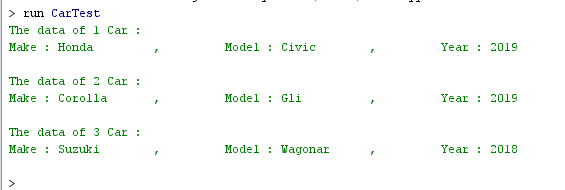 > run CarTest
The data of 1 Car :
Make : Honda , Model : Civic , Year : 2019
The data of 2 Car :
Make : Corolla , Model : Gli , Year : 2019
The data of 3 Car :
Make : Suzuki , Model : Wagonar , Year : 2018
>